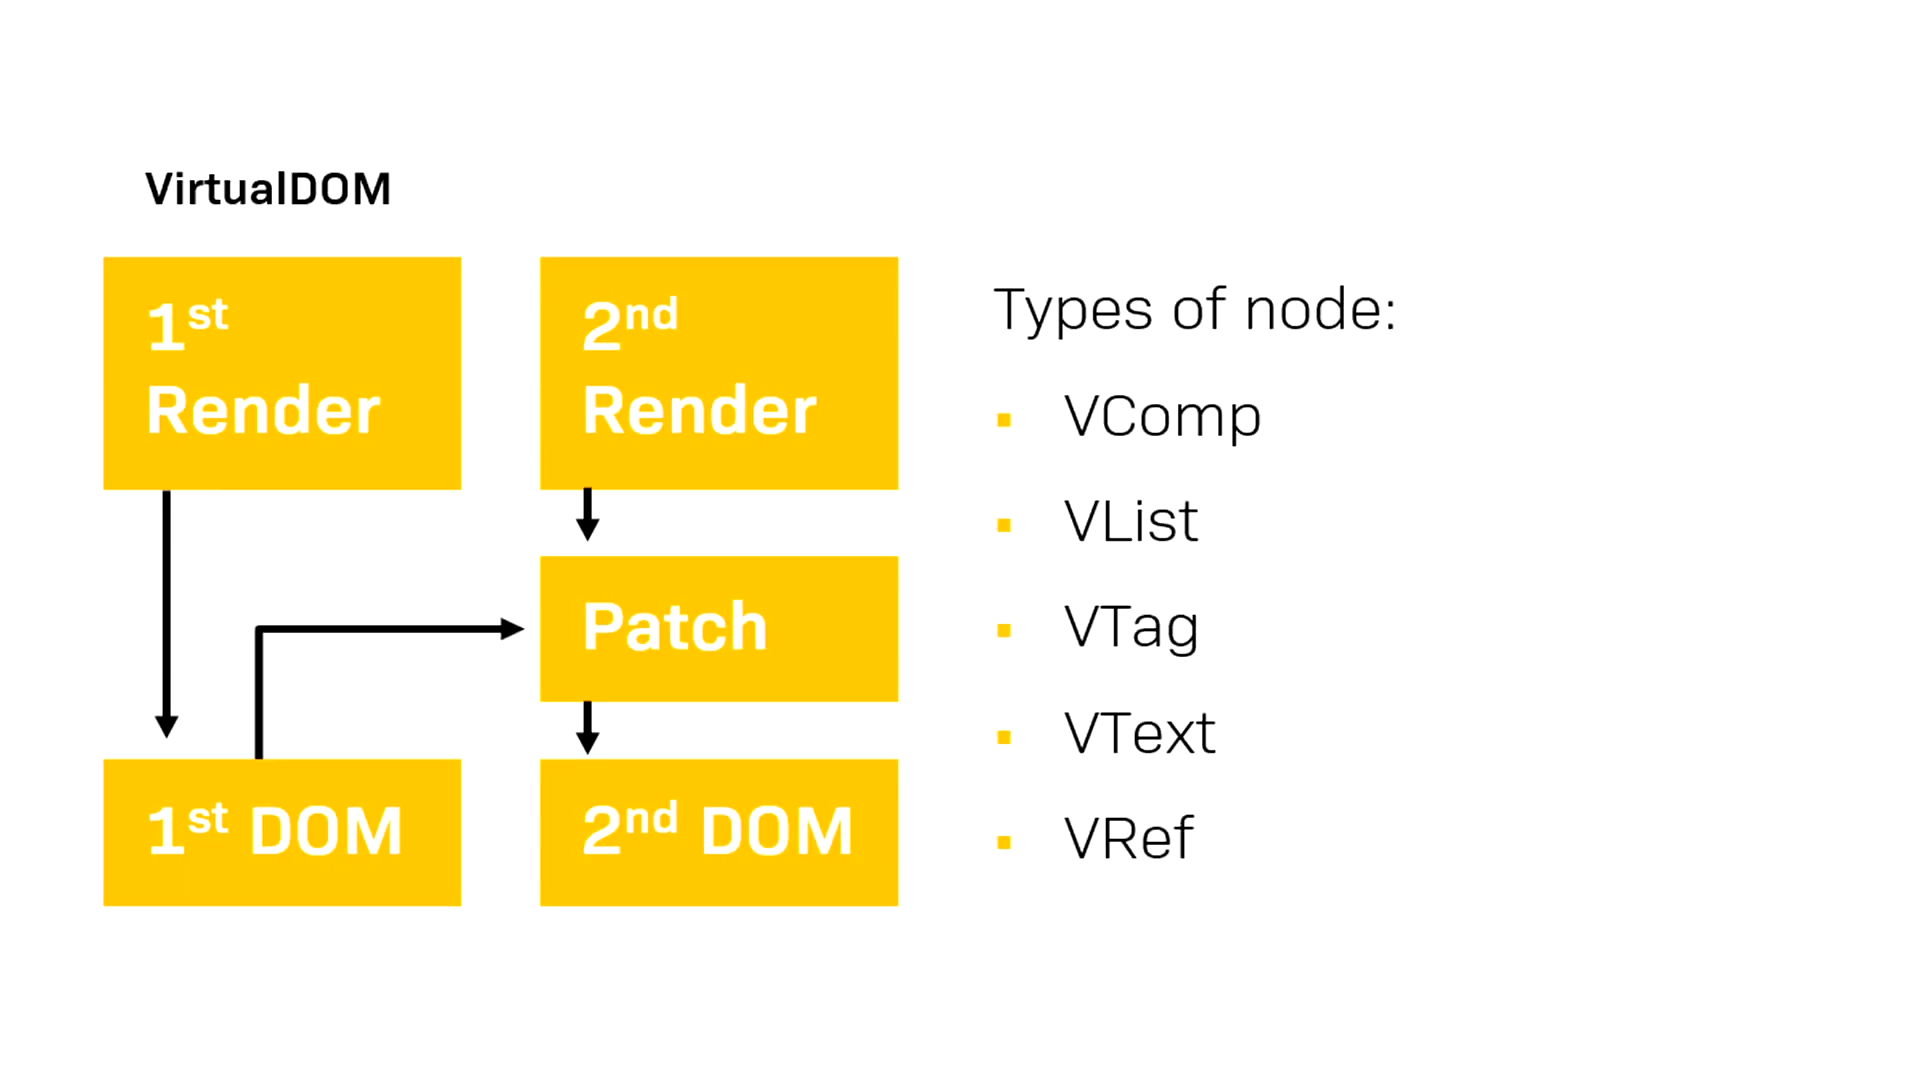 VirtualDOM
1st
Render
2nd
Render
Patch
1st DOM
2nd DOM
Types of node:
▪ VComp
▪ VList
▪ VTag
▪ VText
▪ VRef